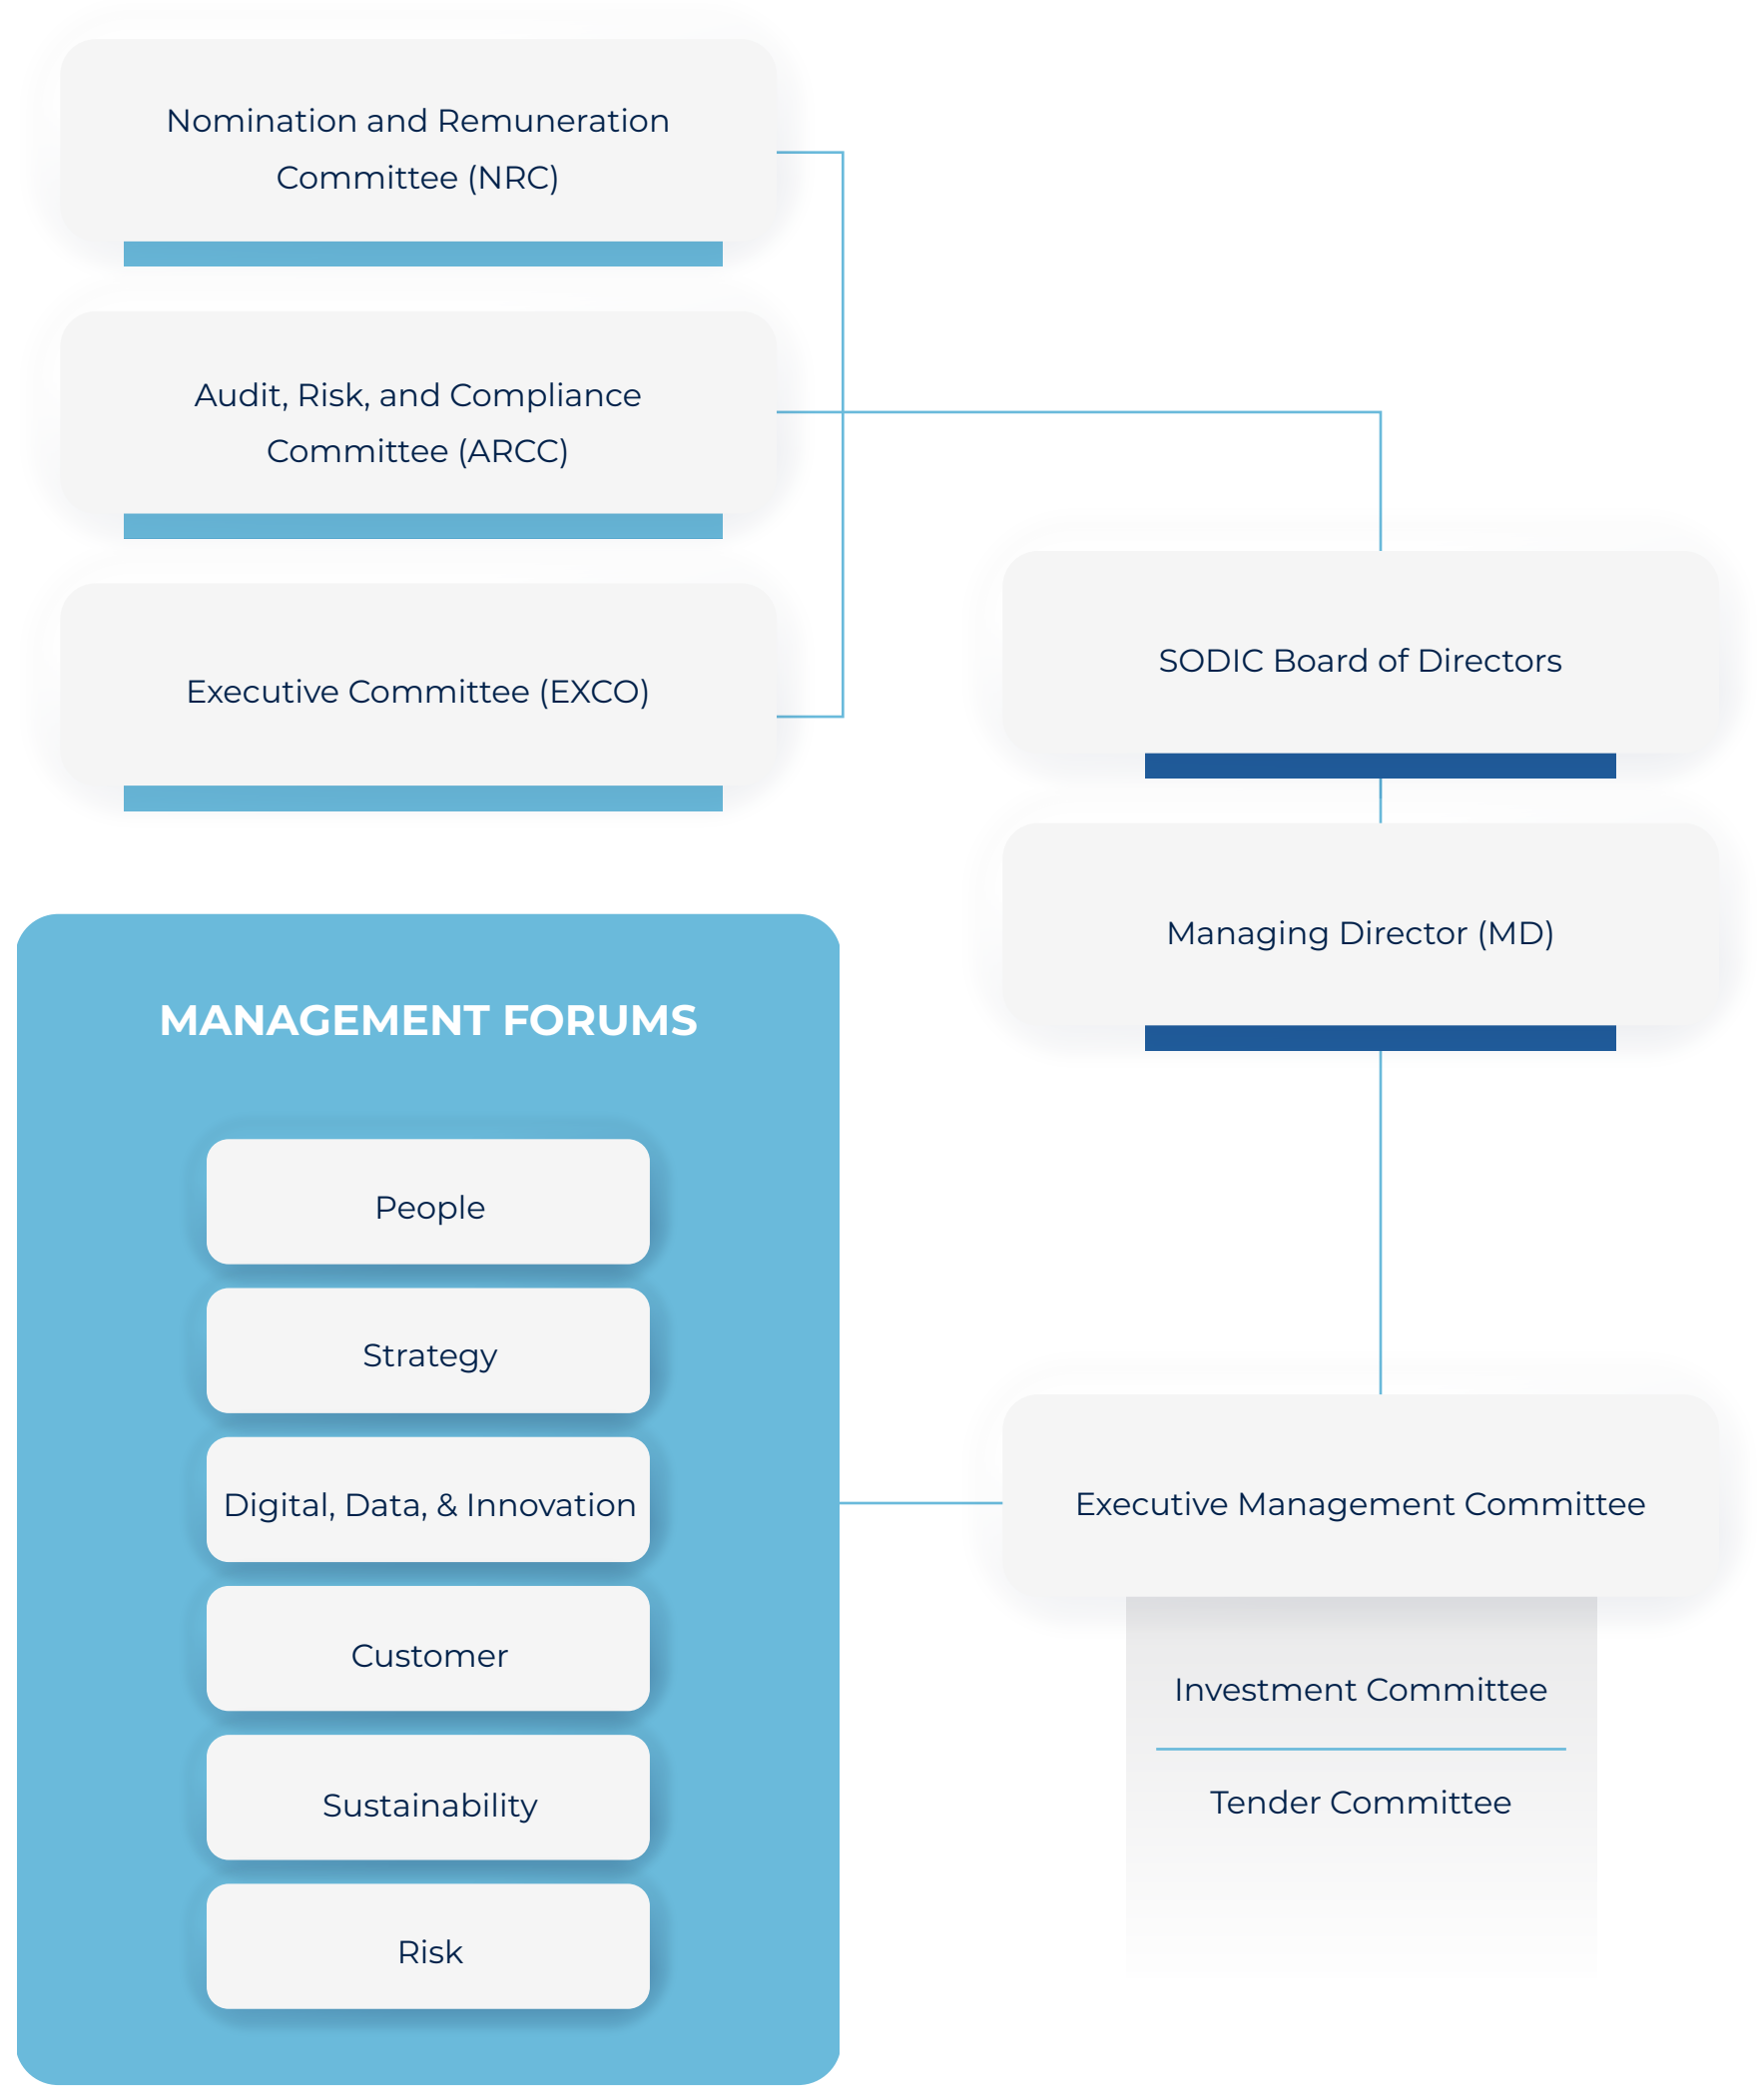 Nomination and Remuneration
Committee (NRC)
Audit, Risk, and Compliance
Committee (ARCC)
Executive Committee (EXCO)
SODIC Board of Directors
Managing Director (MD)
MANAGEMENT FORUMS
People
Strategy
Digital, Data, & Innovation
Customer
Sustainability
Risk
Executive Management Committee
Investment Committee
Tender Committee